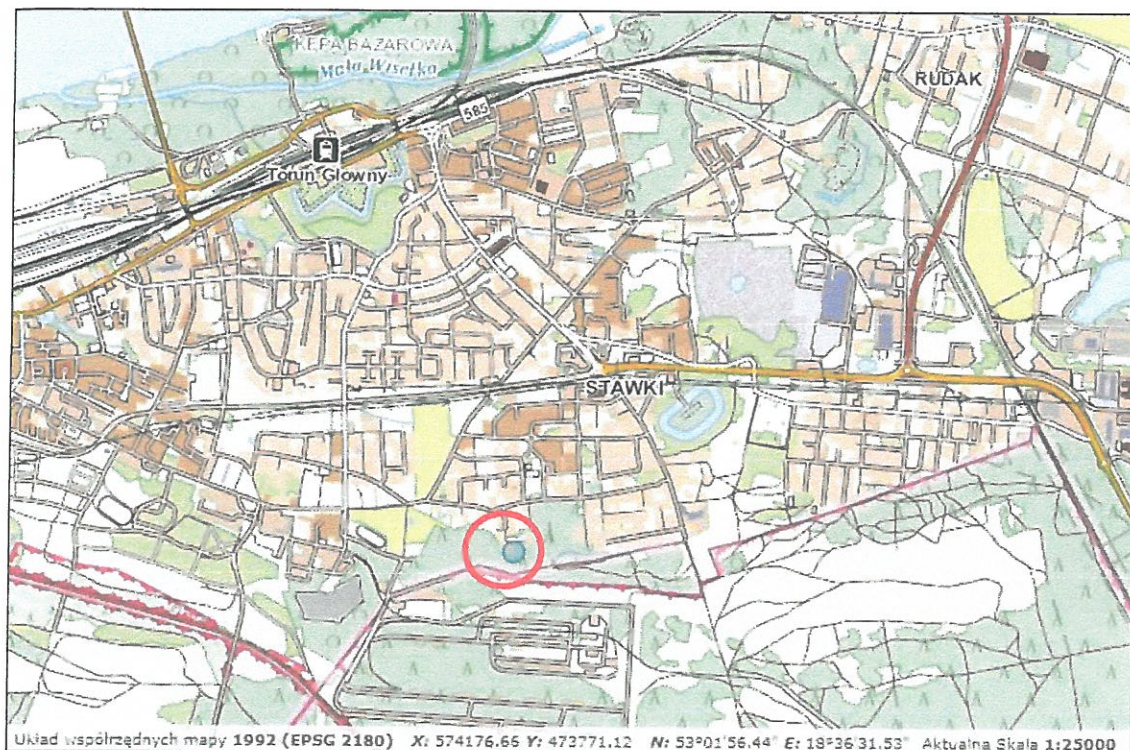 KĘPA BAZAROWA
Mała Wisełka
RUDAK
585
Toruń Główny
STAWKI
Układ współrzędnych mapy 1992 (EPSG 2180) X: 574176.66 Y: 473771.12 N: 53°01'56.44" E: 18°36'31.53" Aktualna Skala 1:25000